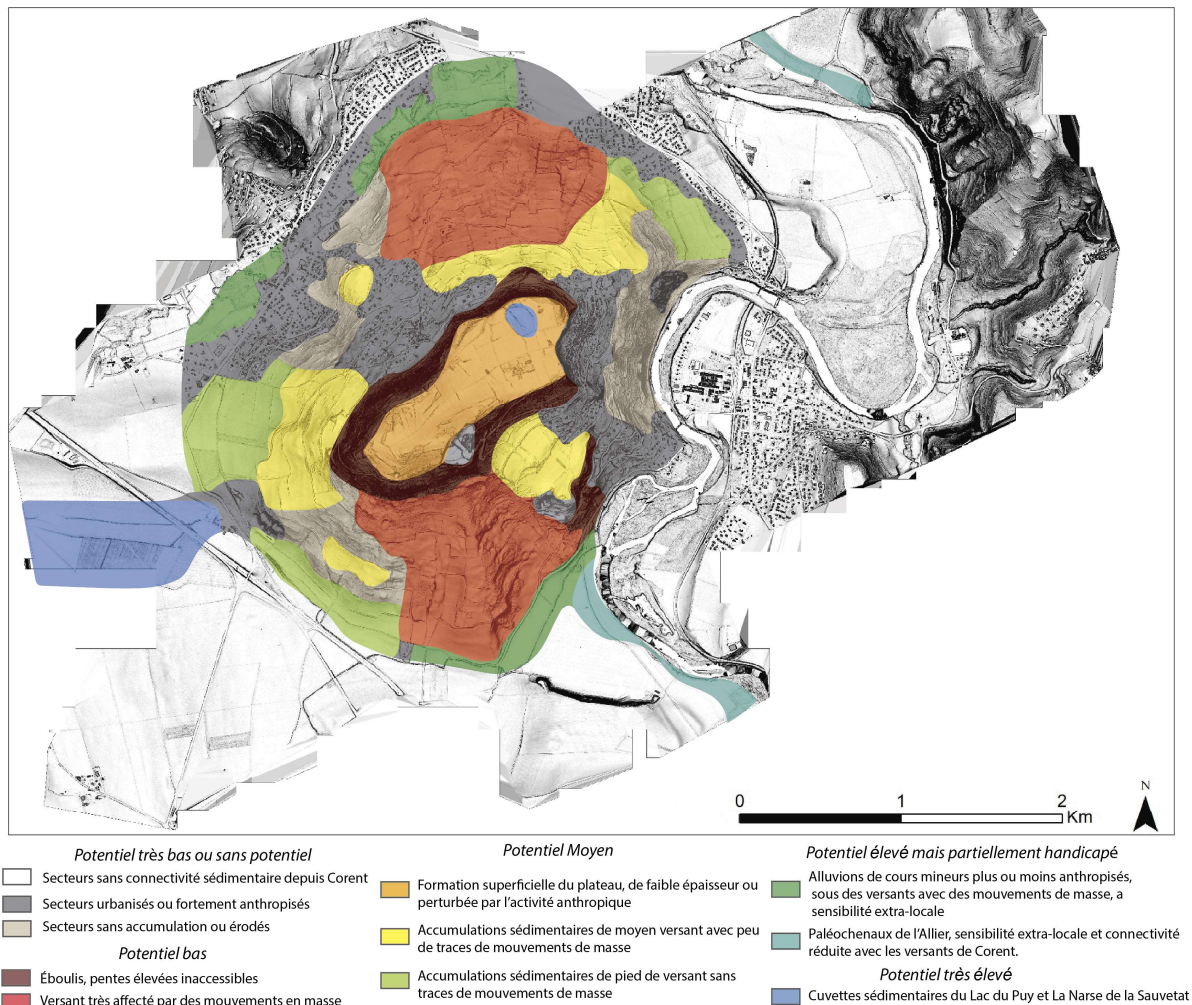 N
0 1 2
Km
Potentiel très bas ou sans potentiel
Secteurs sans connectivité sédimentaire depuis Corent
Secteurs urbanisés ou fortement anthropisés
Secteurs sans accumulation ou érodés
Potentiel bas
Éboulis, pentes élevées inaccessibles
Versant très affecté par des mouvements en masse
Potentiel Moyen
Formation superficielle du plateau, de faible épaisseur ou
perturbée par l'activité anthropique
Accumulations sédimentaires de moyen versant avec peu
de traces de mouvements de masse
Accumulations sédimentaires de pied de versant sans
traces de mouvements de masse
Potentiel élevé mais partiellement handicapé
Alluvions de cours mineurs plus ou moins anthropisés,
sous des versants avec des mouvements de masse, a
sensibilité extra-locale
Paléochenaux de l'Allier, sensibilité extra-locale et connectivité
réduite avec les versants de Corent.
Potentiel très élevé
Cuvettes sédimentaires du Lac du Puy et La Narse de la Sauvetat